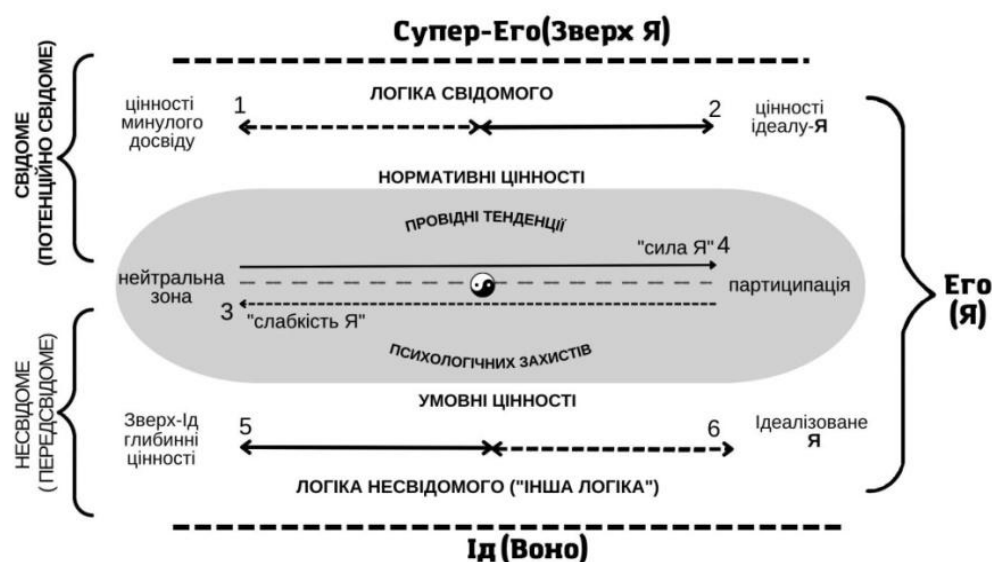 Супер-Его(Зверх Я)
СВІДОМЕ
(ПОТЕНЦІЙНО СВІДОМЕ)
ЛОГІКА СВІДОМОГО
цінності
минулого
досвіду
1
2
цінності
ідеалу-Я
НОРМАТИВНІ ЦІННОСТІ
ПРОВІДНІ ТЕНДЕНЦІЇ
"сила Я" 4
нейтральна
зона
партиципація
3 "слабкість Я"
ПСИХОЛОГІЧНИХ ЗАХИСТІВ
Его
(Я)
НЕСВІДОМЕ
( ПЕРЕДСВІДОМЕ)
УМОВНІ ЦІННОСТІ
Зверх-Ід
глибинні
цінності
5
6
Ідеалізоване
Я
ЛОГІКА НЕСВІДОМОГО ("ІНША ЛОГІКА")
Ід (Воно)